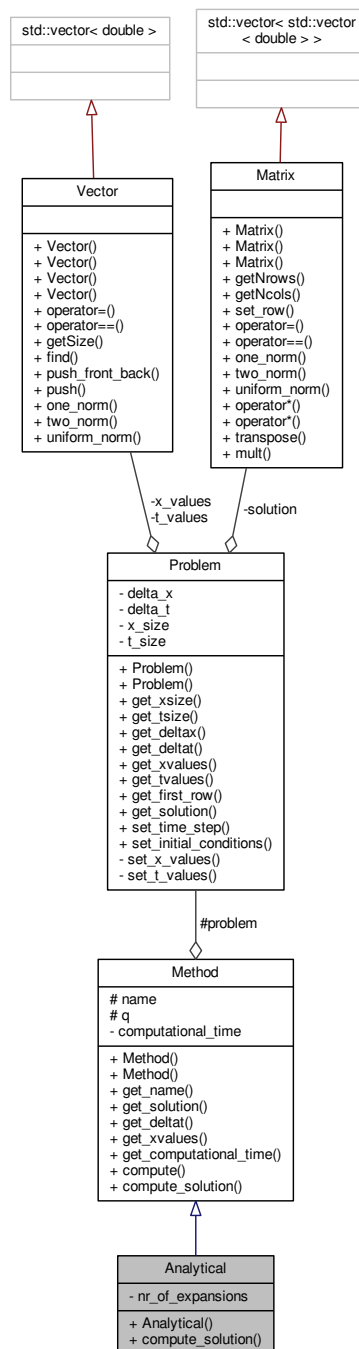 std::vector< double >
std::vector< std::vector
< double > >
Vector
+ Vector()
+ Vector()
+ Vector()
+ Vector()
+ operator=()
+ operator==()
+ getSize()
+ find()
+ push_front_back()
+ push()
+ one_norm()
+ two_norm()
+ uniform_norm()
Matrix
+ Matrix()
+ Matrix()
+ Matrix()
+ getNrows()
+ getNcols()
+ set_row()
+ operator=()
+ operator==()
+ one_norm()
+ two_norm()
+ uniform_norm()
+ operator*()
+ operator*()
+ transpose()
+ mult()
-x_values
-t_values
-solution
Problem
- delta_x
- delta_t
- x_size
- t_size
+ Problem()
+ Problem()
+ get_xsize()
+ get_tsize()
+ get_deltax()
+ get_deltat()
+ get_xvalues()
+ get_tvalues()
+ get_first_row()
+ get_solution()
+ set_time_step()
+ set_initial_conditions()
- set_x_values()
- set_t_values()
#problem
Method
# name
# q
- computational_time
+ Method()
+ Method()
+ get_name()
+ get_solution()
+ get_deltat()
+ get_xvalues()
+ get_computational_time()
+ compute()
+ compute_solution()
Analytical
- nr_of_expansions
+ Analytical()
+ compute_solution()